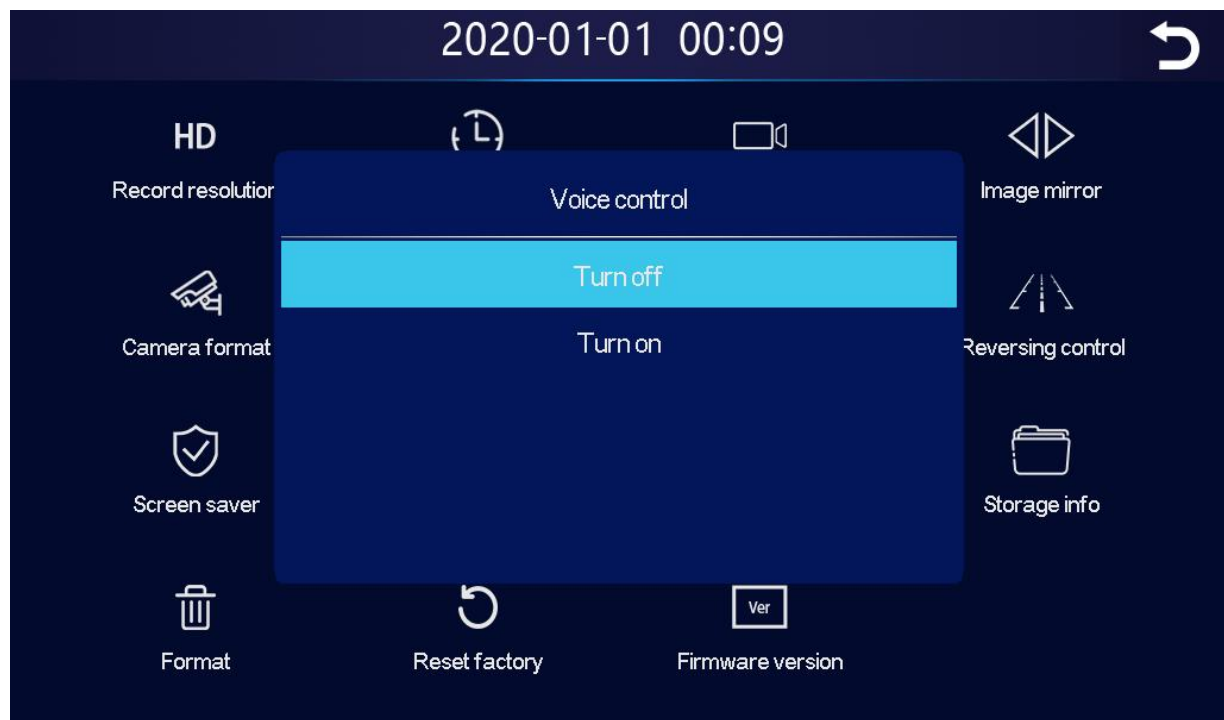 2020-01-01 00:09
HD
Record resolution
Image mirror
Voice control
Turn off
Turn on
Camera format
Reversing control
Screen saver
Storage info
Format
Reset factory
Ver
Firmware version